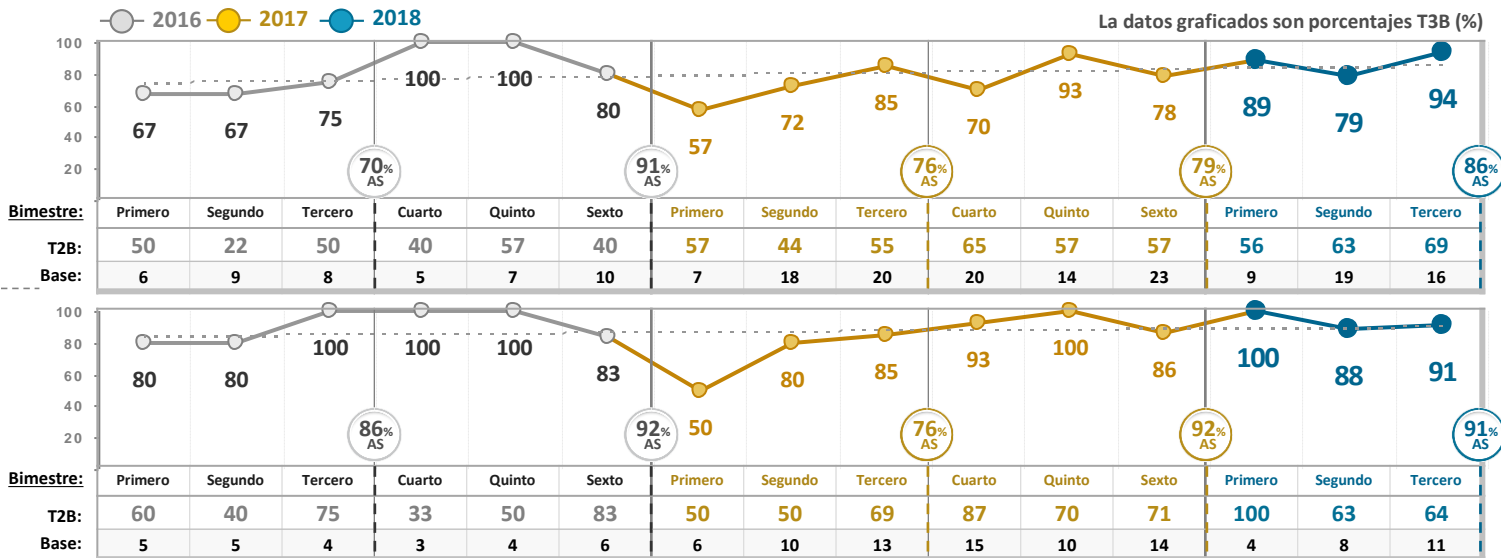 2016 2017 2018 La datos graficados son porcentajes T3B (%)
100
80
60
40
20
67 67 75 100 100 80 57 72 85 70 93 78 89 79 94
70% AS 91% AS 76% AS 79% AS 86% AS
Bimestre: Primero Segundo Tercero Cuarto Quinto Sexto Primero Segundo Tercero Cuarto Quinto Sexto Primero Segundo Tercero
T2B: 50 22 50 40 57 40 57 44 55 65 57 57 56 63 69
Base: 6 9 8 5 7 10 7 18 20 20 14 23 9 19 16
100
80
60
40
20
80 80 100 100 100 83 50 80 85 93 100 86 100 88 91
86% AS 92% AS 76% AS 92% AS 91% AS
Bimestre: Primero Segundo Tercero Cuarto Quinto Sexto Primero Segundo Tercero Cuarto Quinto Sexto Primero Segundo Tercero
T2B: 60 40 75 33 50 83 50 50 69 87 70 71 100 63 64
Base: 5 5 4 3 4 6 6 10 13 15 10 14 4 8 11